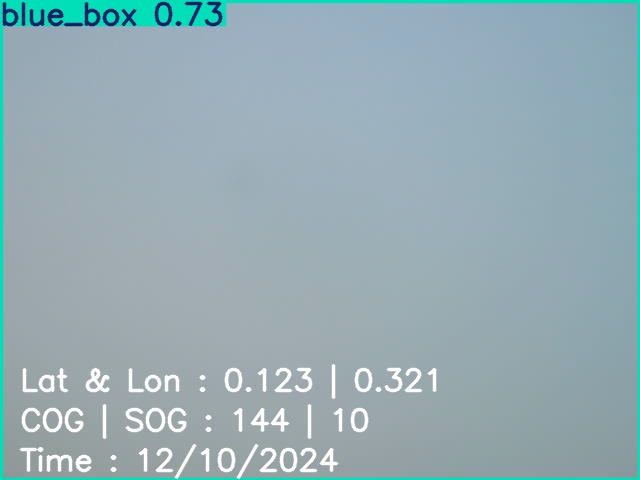 blue_box 0.73
Lat & Lon : 0.123 | 0.321
COG | SOG : 144 | 10
Time : 12/10/2024